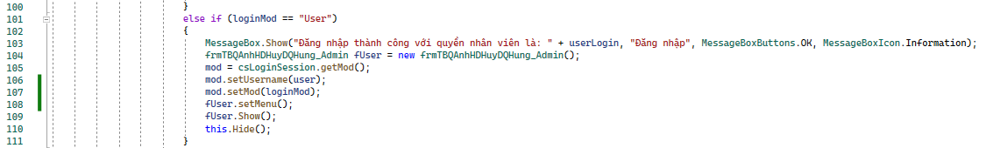 100 }
101 else if (loginMod == "User")
102 {
103 MessageBox.Show("Đăng nhập thành công với quyền nhân viên là: " + userLogin, "Đăng nhập", MessageBoxButtons.OK, MessageBoxIcon.Information);
104 frmTBQAnhHDHuyDQHung_Admin fUser = new frmTBQAnhHDHuyDQHung_Admin();
105 mod = csLoginSession.getMod();
106 mod.setUsername(user);
107 mod.setMod(loginMod);
108 fUser.setMenu();
109 fUser.Show();
110 this.Hide();
111 }